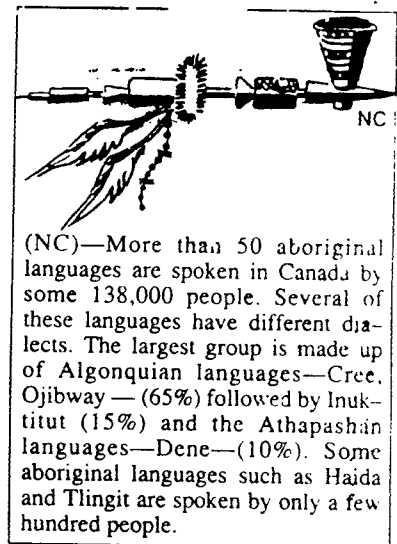 NC
(NC)—More than 50 aboriginal
languages are spoken in Canada by
some 138,000 people. Several of
these languages have different dia-
lects. The largest group is made up
of Algonquian languages—Cree,
Ojibway — (65%) followed by Inuk-
titut (15%) and the Athapashan
languages—Dene—(10%). Some
aboriginal languages such as Haida
and Tlingit are spoken by only a few
hundred people.